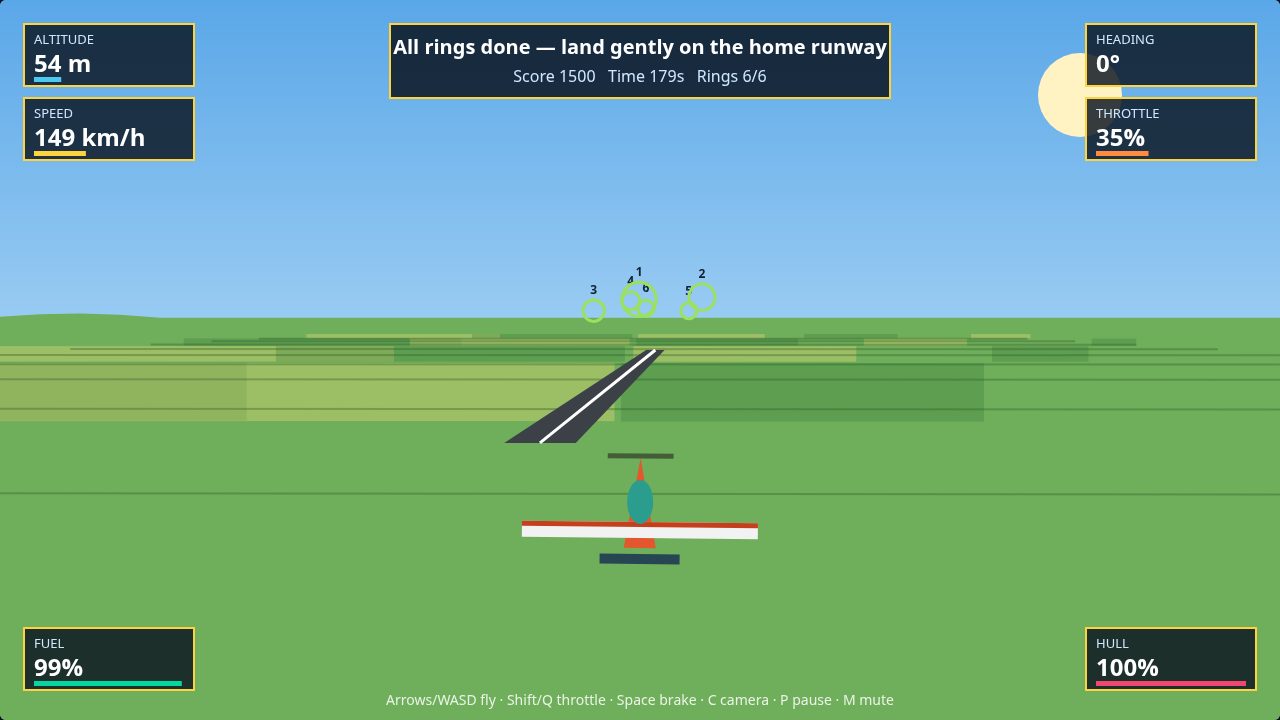 ALTITUDE
54 m
SPEED
149 km/h
All rings done — land gently on the home runway
Score 1500 Time 179s Rings 6/6
HEADING
0°
THROTTLE
35%
1
2
3
4
5
6
FUEL
99%
HULL
100%
Arrows/WASD fly · Shift/Q throttle · Space brake · C camera · P pause · M mute